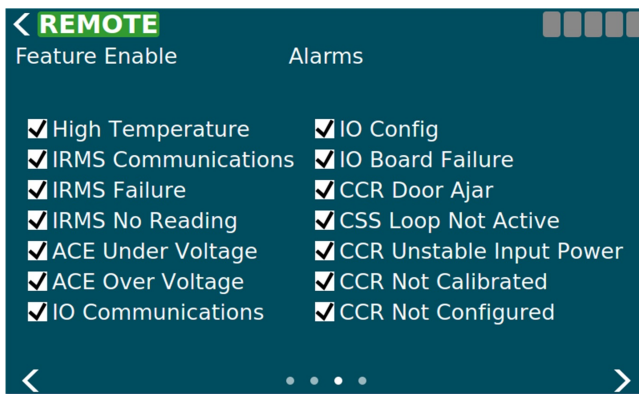 REMOTE
Feature Enable
Alarms
High Temperature
IRMS Communications
IRMS Failure
IRMS No Reading
ACE Under Voltage
ACE Over Voltage
IO Communications
IO Config
IO Board Failure
CCR Door Ajar
CSS Loop Not Active
CCR Unstable Input Power
CCR Not Calibrated
CCR Not Configured